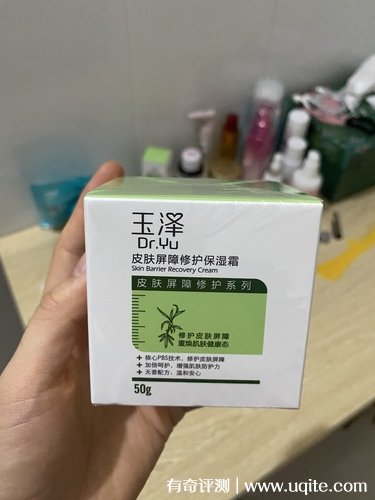 玉泽
Dr.Yu
皮肤屏障修护保湿霜
Skin Barrier Recovery Cream
皮肤屏障修护系列
修护皮肤屏障
重焕肌肤健康态
+ 核心PBS技术，修护皮肤屏障
+ 加倍呵护，增强肌肤防护力
+ 无香配方，温和安心
50g
有奇评测｜www.uqite.com